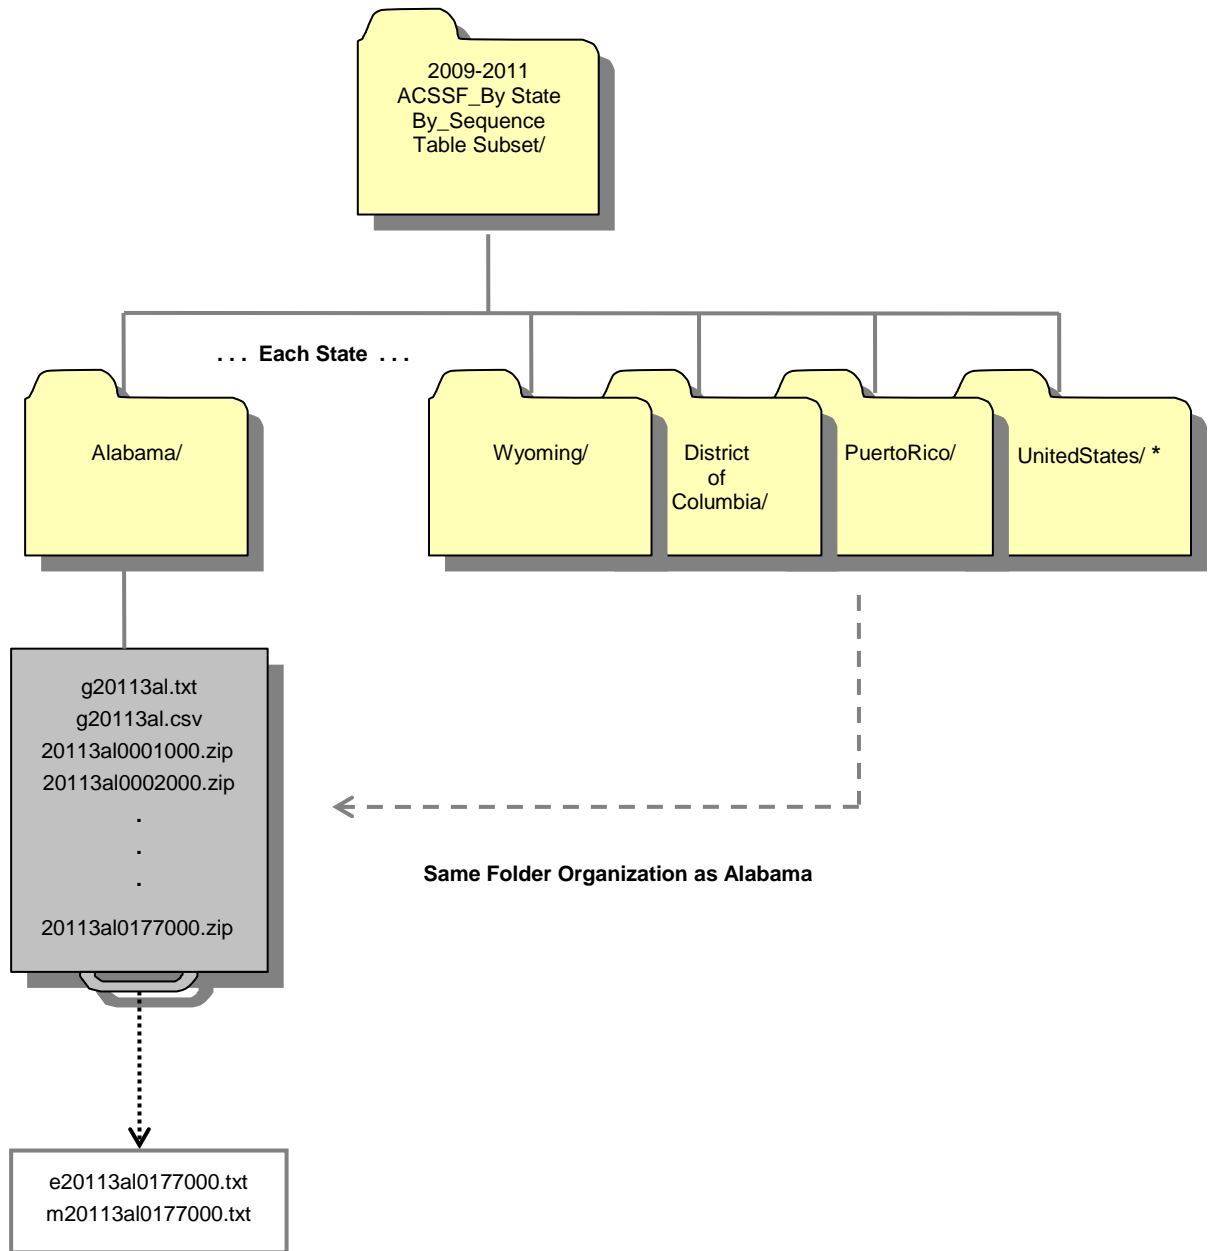 2009-2011
ACSSF_By State
By_Sequence
Table Subset/
. . . Each State . . .
Alabama/
Wyoming/
District
of
Columbia/
PuertoRico/
UnitedStates/ *
g20113al.txt
g20113al.csv
20113al0001000.zip
20113al0002000.zip
.
.
.
20113al0177000.zip
Same Folder Organization as Alabama
e20113al0177000.txt
m20113al0177000.txt